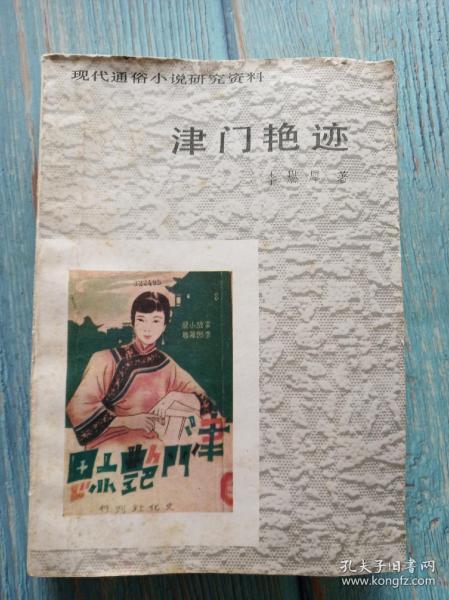 现代通俗小说研究资料
津门艳迹
李燃犀 著
122495
津門艷跡
孔夫子旧书网
www.kongfz.com